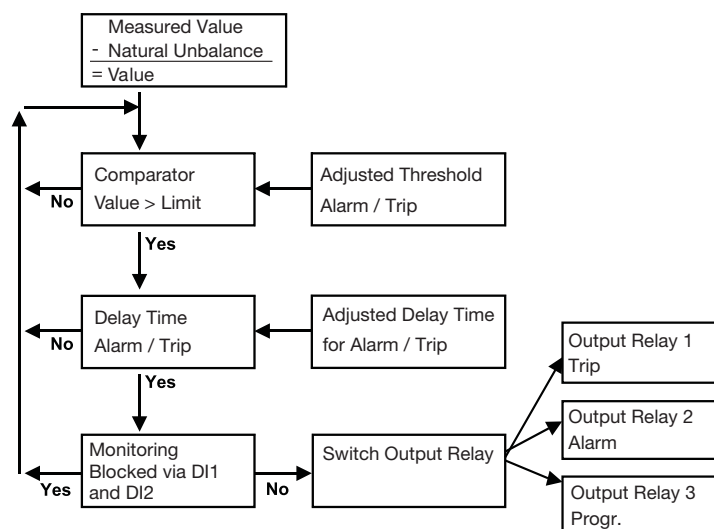 Measured Value
- Natural Unbalance
= Value
Comparator
Value > Limit
Adjusted Threshold
Alarm / Trip
No
Yes
Delay Time
Alarm / Trip
Adjusted Delay Time
for Alarm / Trip
No
Yes
Output Relay 1
Trip
Monitoring
Blocked via DI1
and DI2
Switch Output Relay
Output Relay 2
Alarm
Yes
No
Output Relay 3
Progr.